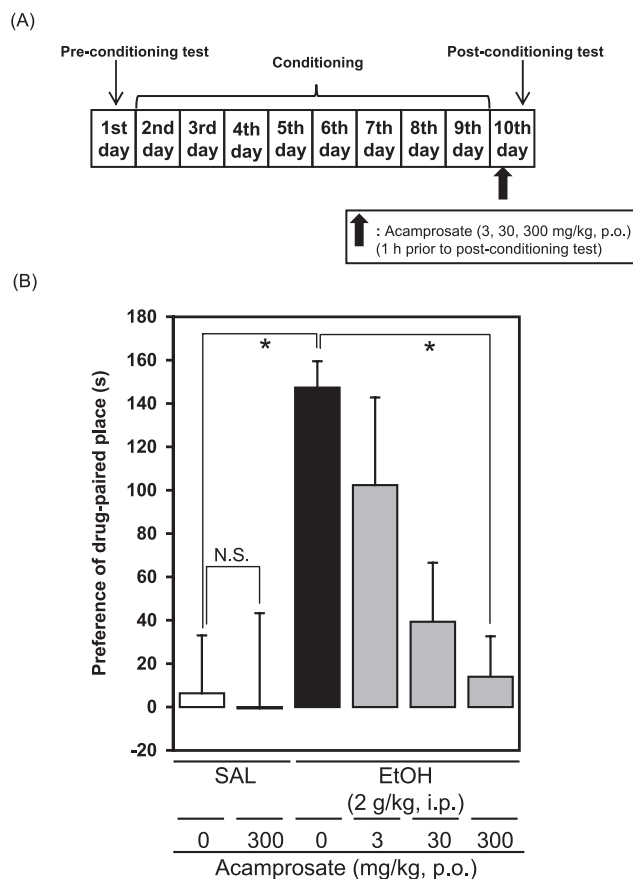 (A)
Pre-conditioning test
Conditioning
Post-conditioning test
1st day
2nd day
3rd day
4th day
5th day
6th day
7th day
8th day
9th day
10th day
: Acamprosate (3, 30, 300 mg/kg, p.o.)
(1 h prior to post-conditioning test)
(B)
Preference of drug-paired place (s)
180
160
140
120
100
80
60
40
20
0
-20
*
*
N.S.
SAL
EtOH
(2 g/kg, i.p.)
0 300 0 3 30 300
Acamprosate (mg/kg, p.o.)